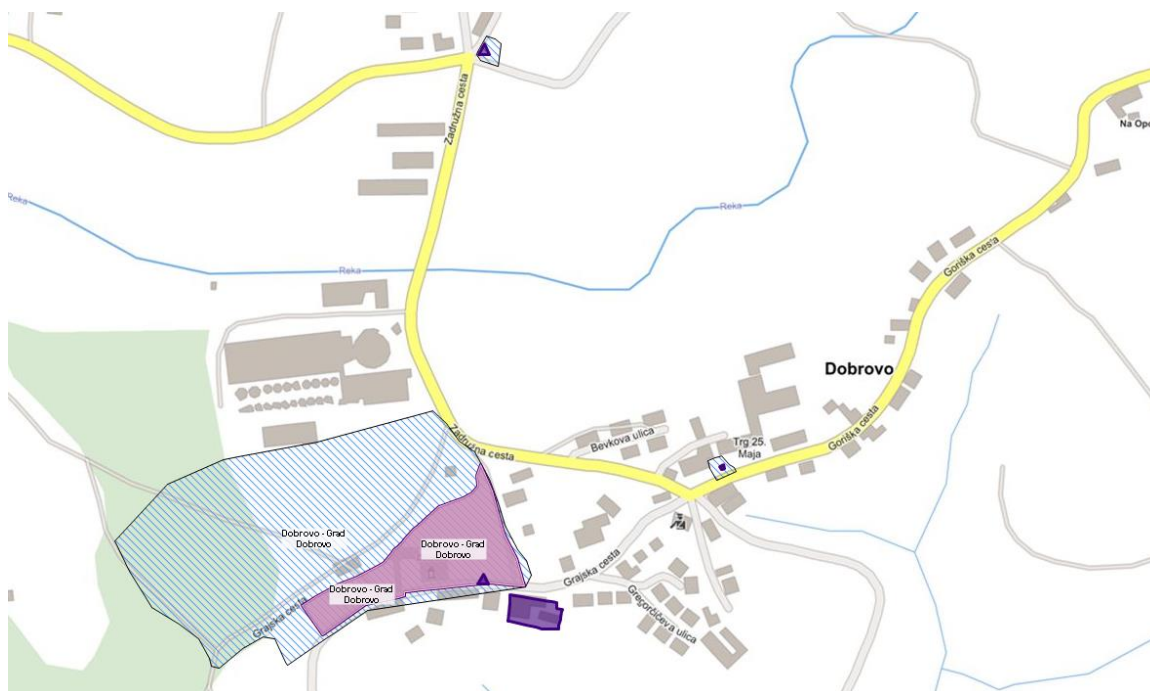 Zadružna cesta
Na Opo
Reka
Reka
Reka
Goriška cesta
Dobrovo
Zadružna cesta
Bevkova ulica
Trg 25.
Maja
Goriška cesta
Dobrovo - Grad
Dobrovo
Dobrovo - Grad
Dobrovo
Dobrovo - Grad
Dobrovo
Grajska cesta
Grajska cesta
Gregorčičeva ulica